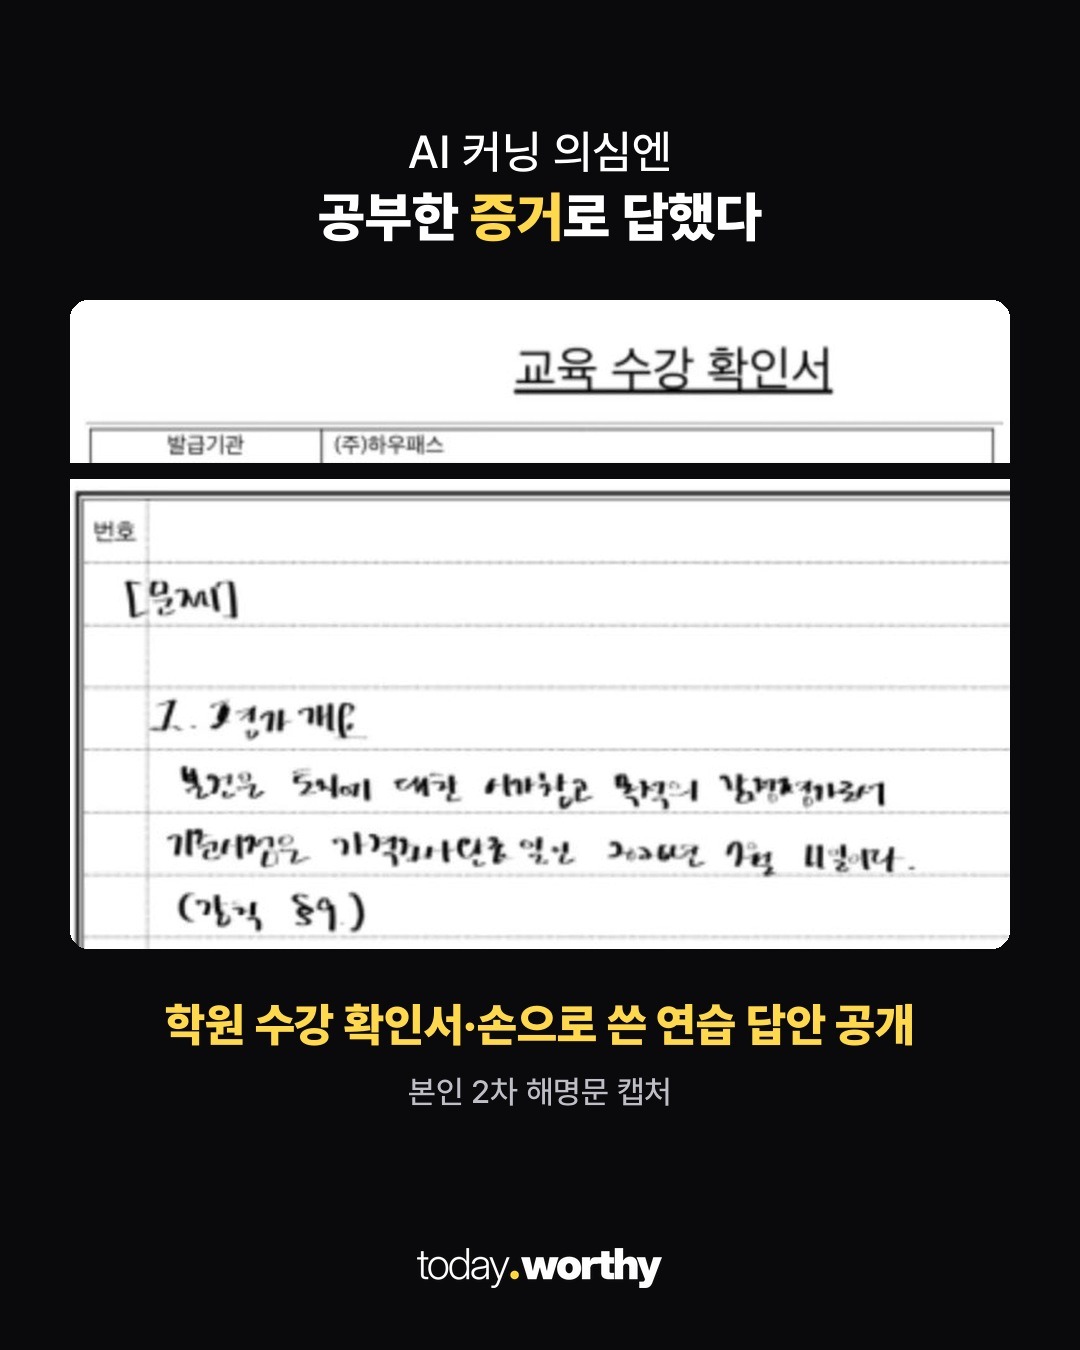 AI 커닝 의심엔
공부한 증거로 답했다
교육 수강 확인서
발급기관
(주)하우패스
번호
[문제]
1. 평가개요
본건은 토지에 대한 시가참고 목적의 감정평가로서
기준시점은 가격조사완료일인 2026년 7월 11일이다.
(감칙 §9.)
학원 수강 확인서·손으로 쓴 연습 답안 공개
본인 2차 해명문 캡처
today.worthy